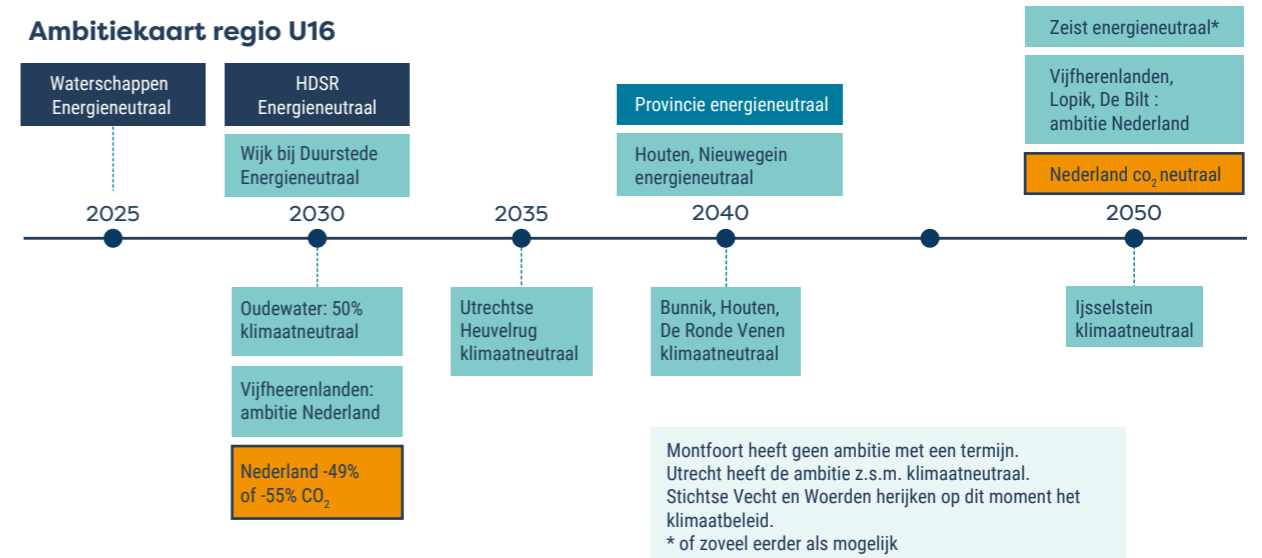 Ambitiekaart regio U16
Waterschappen
Energieneutraal
HDSR
Energieneutraal
Wijk bij Duurstede
Energieneutraal
Provincie energieneutraal
Houten, Nieuwegein
energieneutraal
Zeist energieneutraal*
Vijfherenlanden,
Lopik, De Bilt :
ambitie Nederland
Nederland co₂ neutraal
2025
2030
2035
2040
2050
Oudewater: 50%
klimaatneutraal
Vijfheerenlanden:
ambitie Nederland
Nederland -49%
of -55% CO₂
Utrechtse
Heuvelrug
klimaatneutraal
Bunnik, Houten,
De Ronde Venen
klimaatneutraal
Ijsselstein
klimaatneutraal
Montfoort heeft geen ambitie met een termijn.
Utrecht heeft de ambitie z.s.m. klimaatneutraal.
Stichtse Vecht en Woerden herijken op dit moment het
klimaatbeleid.
* of zoveel eerder als mogelijk